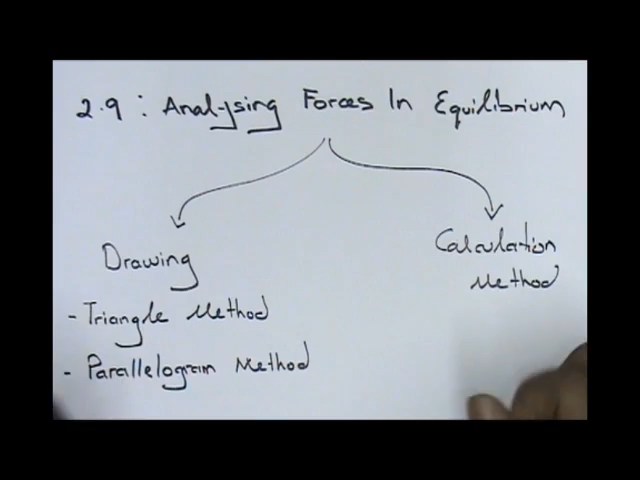 2.9 : Analysing Forces In Equilibrium
Drawing
- Triangle Method
- Parallelogram Method
Calculation
Method